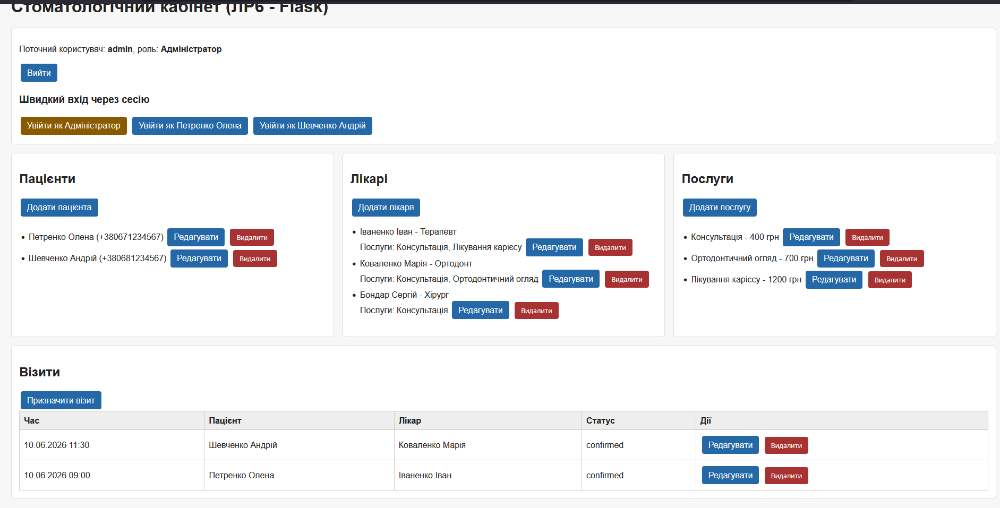 Стоматологічний кабінет (ЛР6 - Flask)
Поточний користувач: admin, роль: Адміністратор
Вийти
Швидкий вхід через сесію
Увійти як Адміністратор Увійти як Петренко Олена Увійти як Шевченко Андрій
Пацієнти
Додати пацієнта
• Петренко Олена (+380671234567) Редагувати Видалити
• Шевченко Андрій (+380681234567) Редагувати Видалити
Лікарі
Додати лікаря
• Іваненко Іван - Терапевт
Послуги: Консультація, Лікування карієсу Редагувати Видалити
• Коваленко Марія - Ортодонт
Послуги: Консультація, Ортодонтичний огляд Редагувати Видалити
• Бондар Сергій - Хірург
Послуги: Консультація Редагувати Видалити
Послуги
Додати послугу
• Консультація - 400 грн Редагувати Видалити
• Ортодонтичний огляд - 700 грн Редагувати Видалити
• Лікування карієсу - 1200 грн Редагувати Видалити
Візити
Призначити візит
Час Пацієнт Лікар Статус Дії
10.06.2026 11:30 Шевченко Андрій Коваленко Марія confirmed Редагувати Видалити
10.06.2026 09:00 Петренко Олена Іваненко Іван confirmed Редагувати Видалити